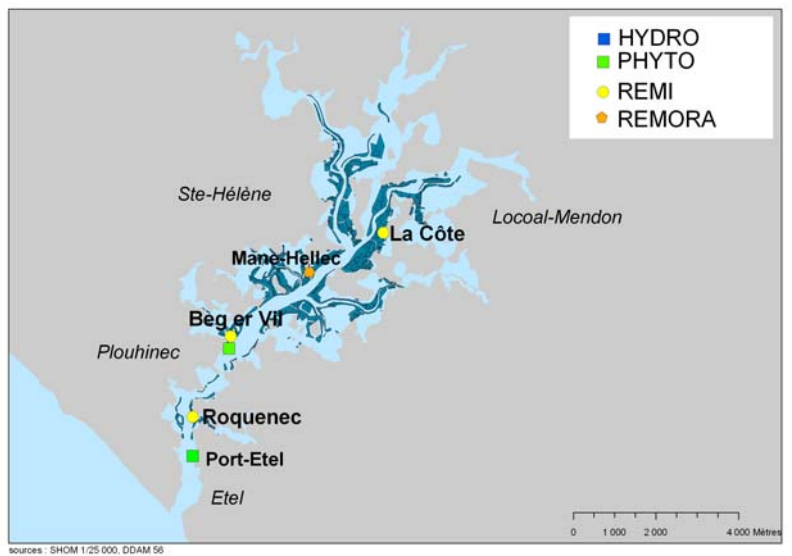 HYDRO
PHYTO
REMI
REMORA
Ste-Hélène
Locoal-Mendon
La Côte
Mané-Hellec
Bèg er Vil
Plouhinec
Roquenec
Port-Etel
Etel
0 1 000 2 000 4 000 Mètres
sources : SHOM 1/25 000, DDAM 56